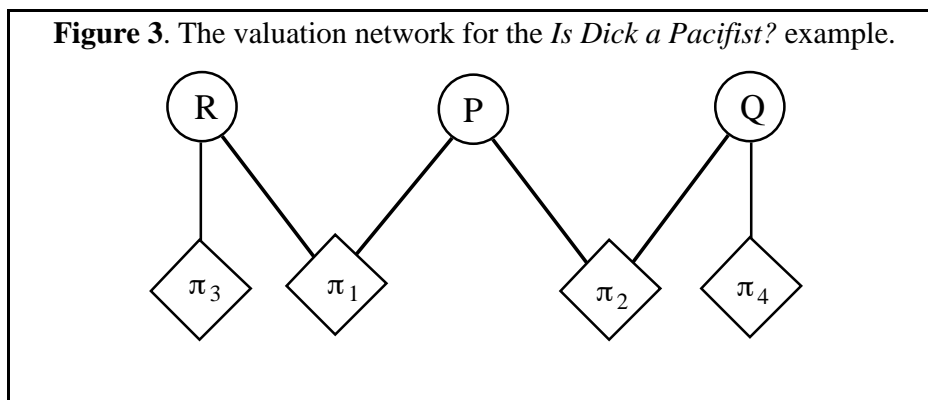 Figure 3. The valuation network for the Is Dick a Pacifist? example.
R P Q
π3 π1 π2 π4